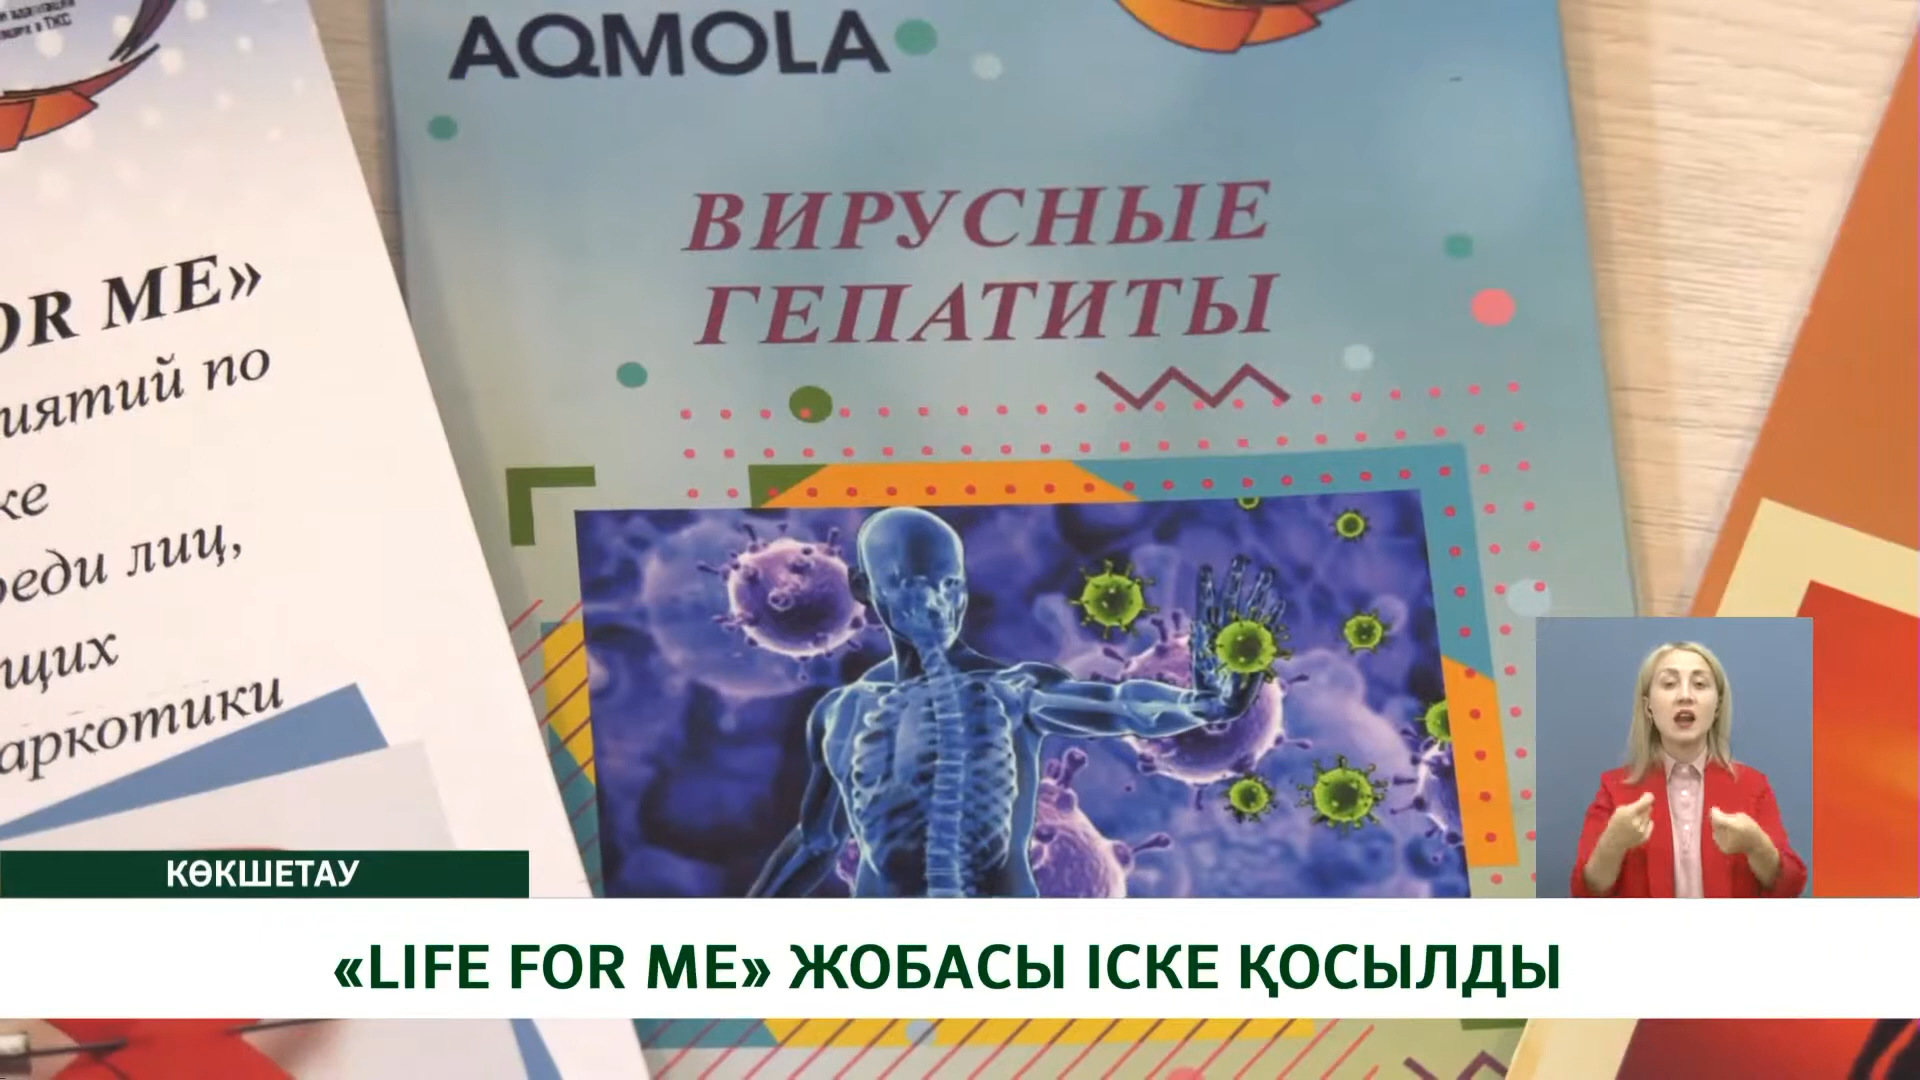 в ТКС
AQMOLA
ВИРУСНЫЕ
ГЕПАТИТЫ
OR ME»
иятий по
ке
реди лиц,
щих
аркотики
КӨКШЕТАУ
«LIFE FOR ME» ЖОБАСЫ ІСКЕ ҚОСЫЛДЫ